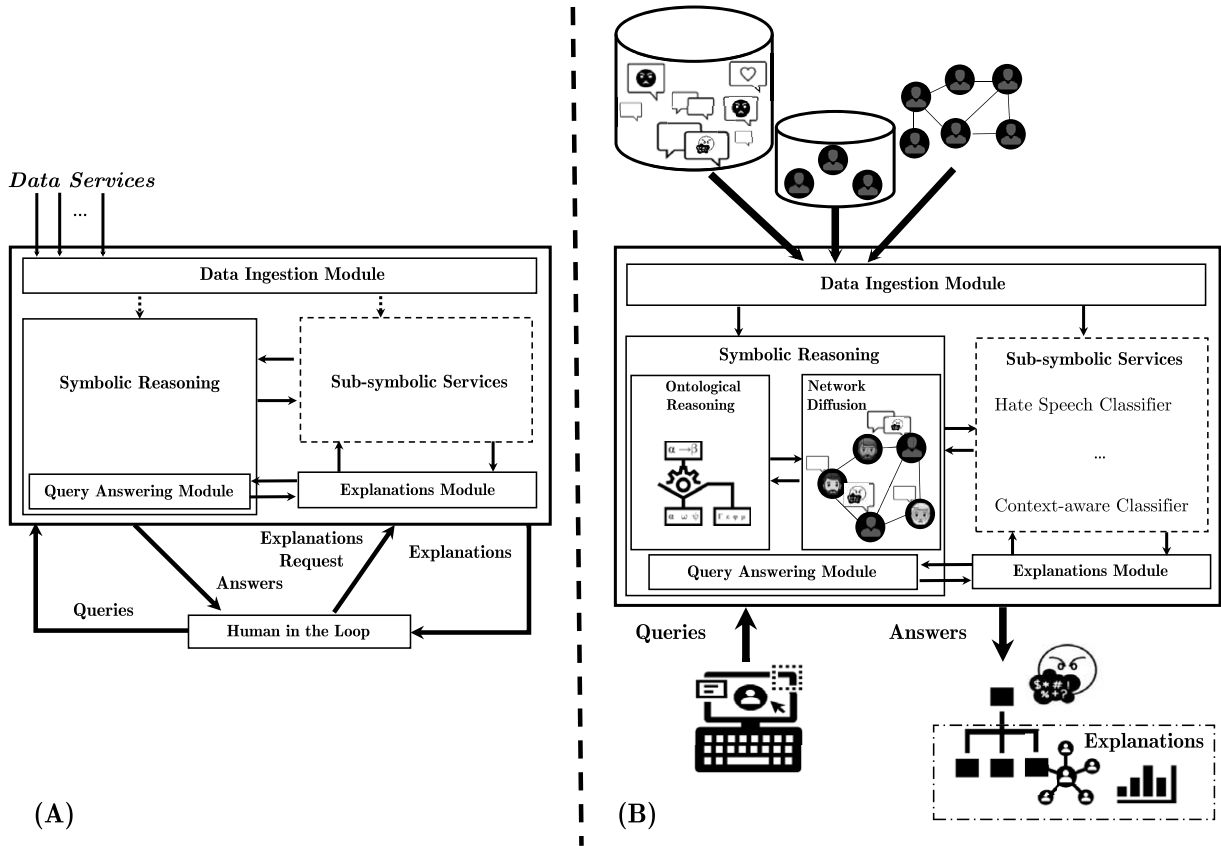 Data Services
...
Data Ingestion Module
Symbolic Reasoning
Sub-symbolic Services
Query Answering Module
Explanations Module
Explanations
Request
Explanations
Answers
Queries
Human in the Loop
(A)
Data Ingestion Module
Symbolic Reasoning
Ontological
Reasoning
α→β
α ω ψ
Network
Diffusion
Sub-symbolic Services
Hate Speech Classifier
...
Context-aware Classifier
Query Answering Module
Explanations Module
Queries
Answers
$*#!
%+?
Explanations
(B)